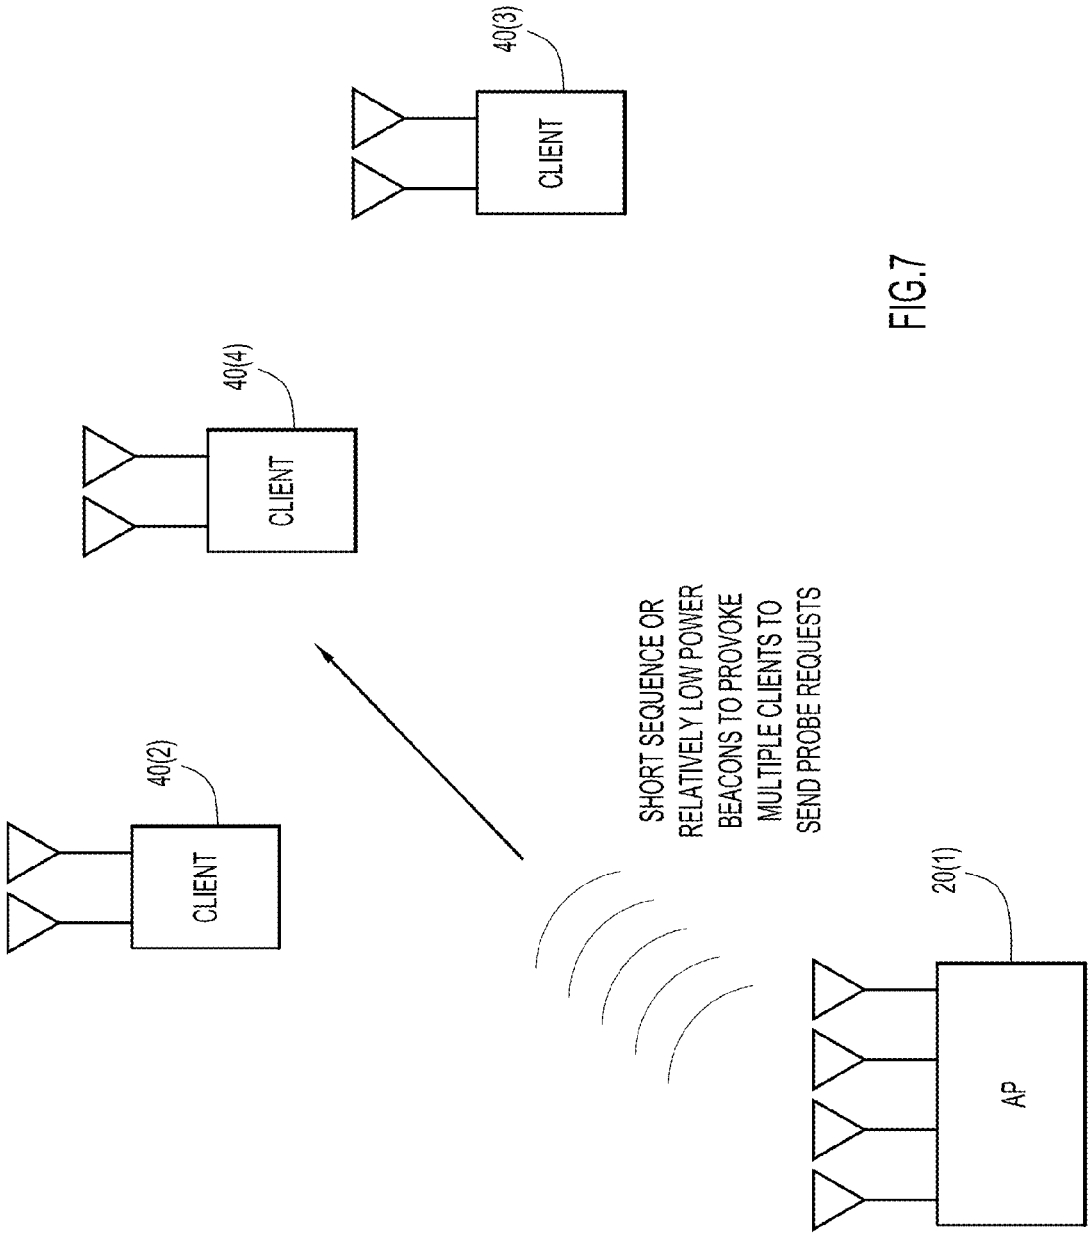 40(2)
CLIENT
40(4)
CLIENT
40(3)
CLIENT
SHORT SEQUENCE OR
RELATIVELY LOW POWER
BEACONS TO PROVOKE
MULTIPLE CLIENTS TO
SEND PROBE REQUESTS
20(1)
AP
FIG.7